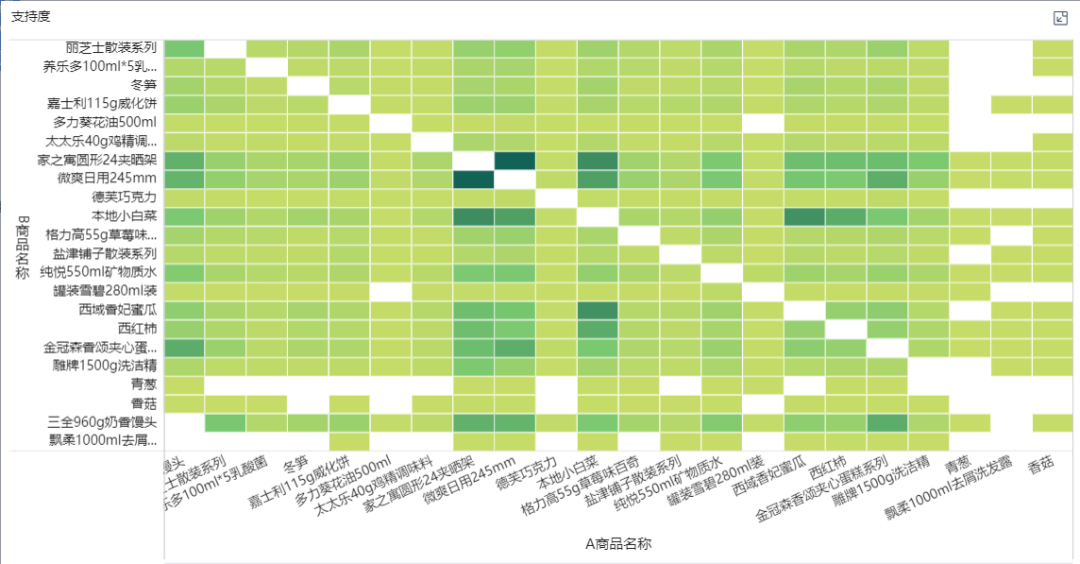 支持度
B商品名称
丽芝士散装系列
养乐多100ml*5乳...
冬笋
嘉士利115g威化饼
多力葵花油500ml
太太乐40g鸡精调...
家之寓圆形24夹晒架
微爽日用245mm
德芙巧克力
本地小白菜
格力高55g草莓味...
盐津铺子散装系列
纯悦550ml矿物质水
罐装雪碧280ml装
西域香妃蜜瓜
西红柿
金冠森香颂夹心蛋...
雕牌1500g洗洁精
青葱
香菇
三全960g奶香馒头
飘柔1000ml去屑...
馒头
士散装系列
乐多100ml*5乳酸菌
冬笋
嘉士利115g威化饼
多力葵花油500ml
太太乐40g鸡精调味料
家之寓圆形24夹晒架
微爽日用245mm
德芙巧克力
本地小白菜
格力高55g草莓味百奇
盐津铺子散装系列
纯悦550ml矿物质水
罐装雪碧280ml装
西域香妃蜜瓜
西红柿
金冠森香颂夹心蛋糕系列
雕牌1500g洗洁精
青葱
飘柔1000ml去屑洗发露
香菇
A商品名称